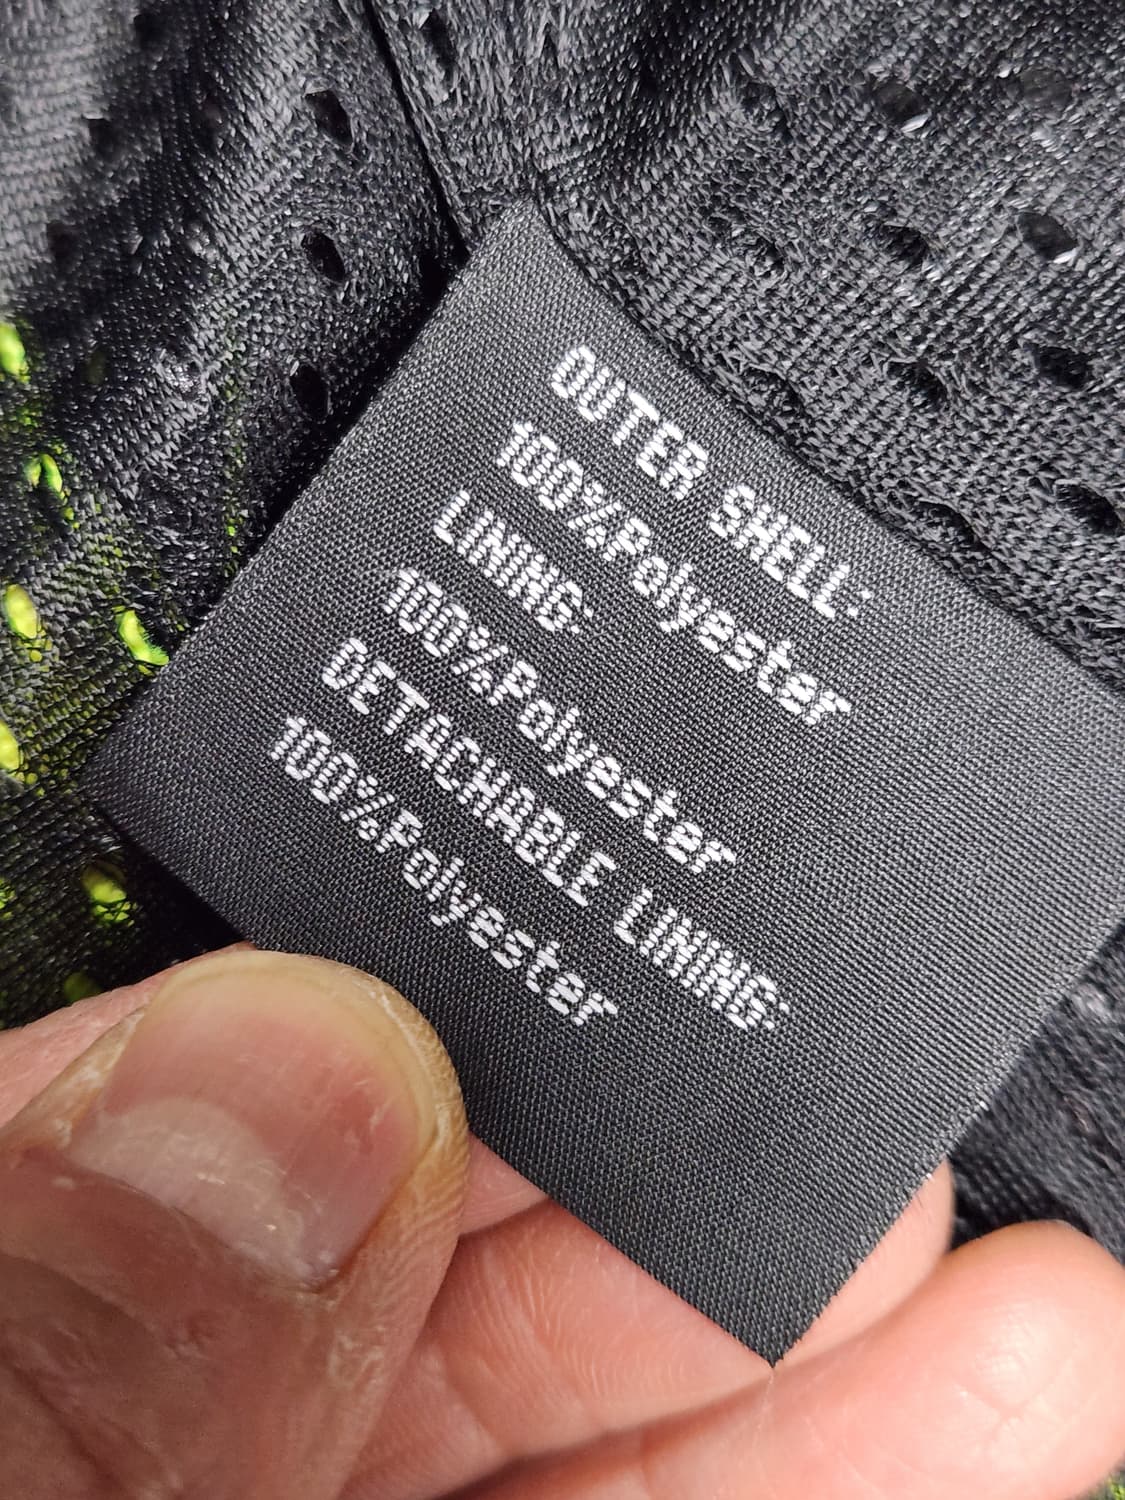 OUTER SHELL:
100%Polyester
LINING:
100%Polyester
DETACHABLE LINING:
100%Polyester